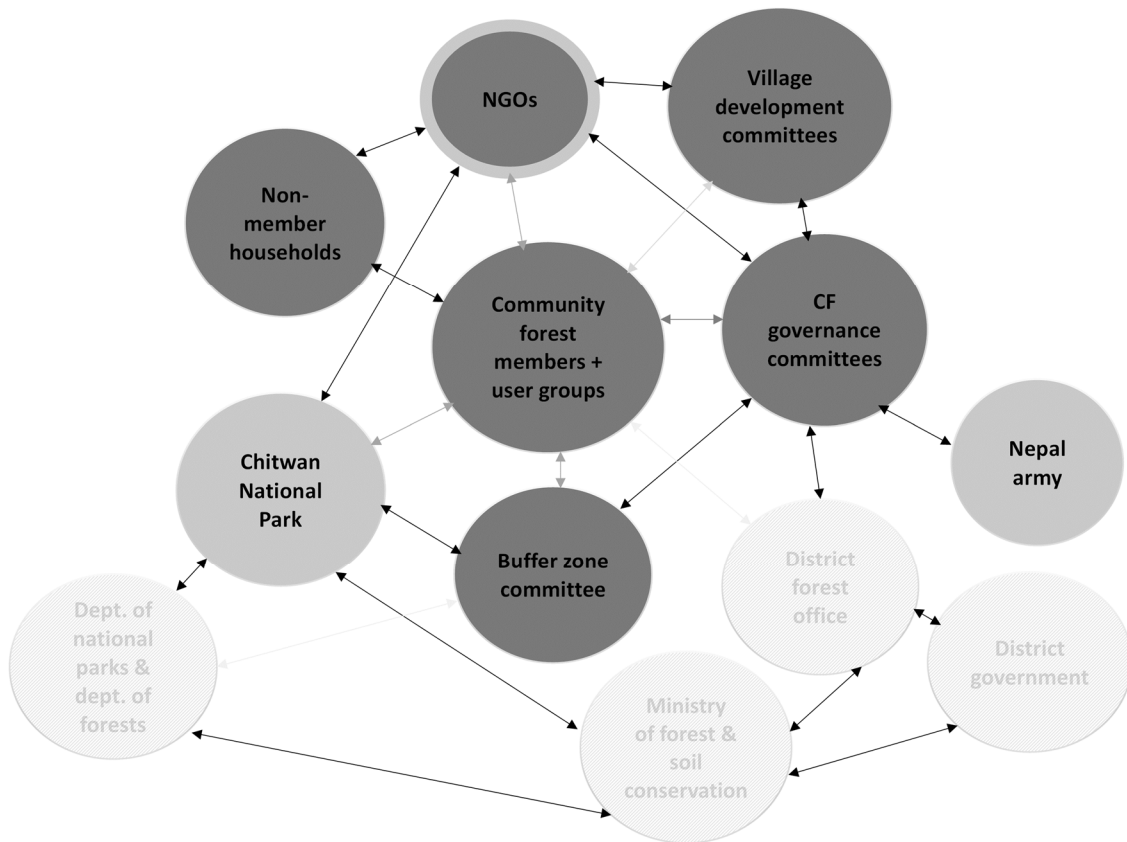 NGOs
Village
development
committees
Non-
member
households
Community
forest
members +
user groups
CF
governance
committees
Chitwan
National
Park
Nepal
army
Buffer zone
committee
District
forest
office
Dept. of
national
parks &
dept. of
forests
District
government
Ministry
of forest &
soil
conservation